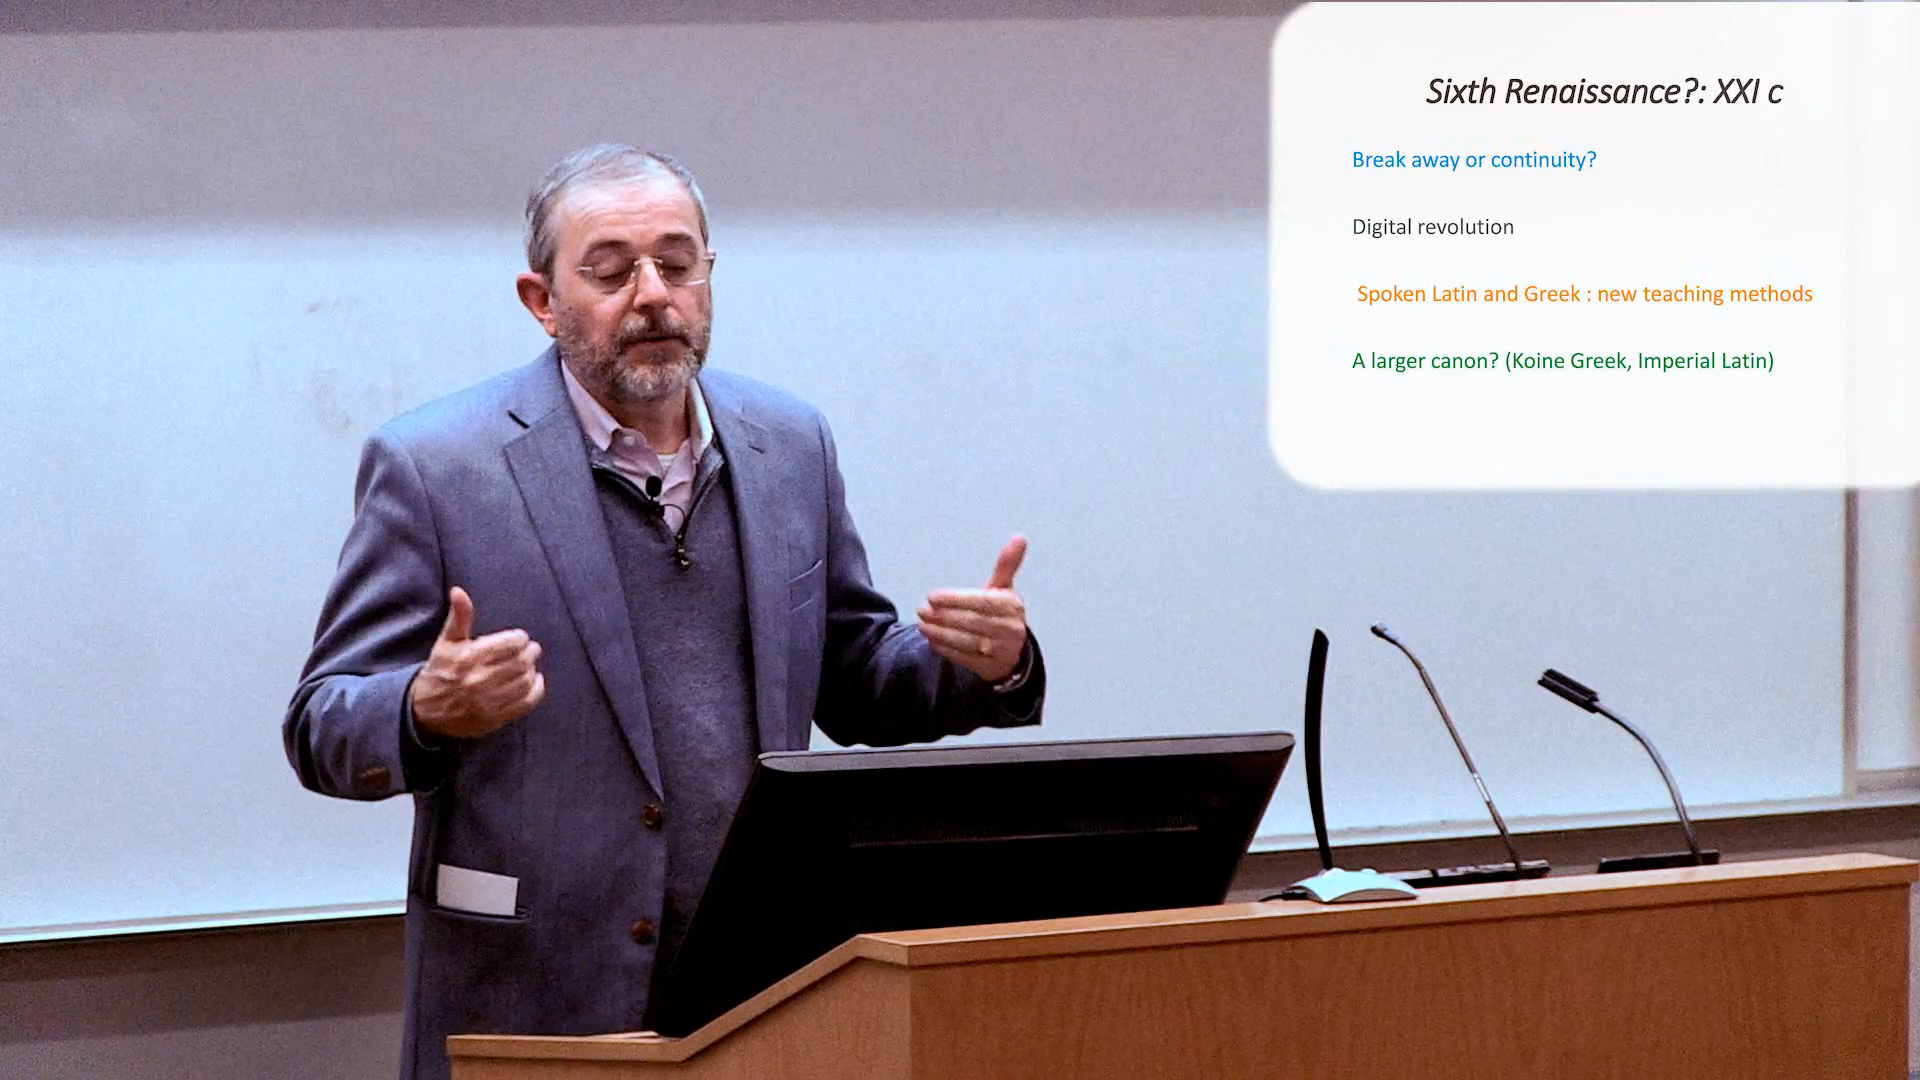 Sixth Renaissance?: XXI c
Break away or continuity?
Digital revolution
Spoken Latin and Greek : new teaching methods
A larger canon? (Koine Greek, Imperial Latin)